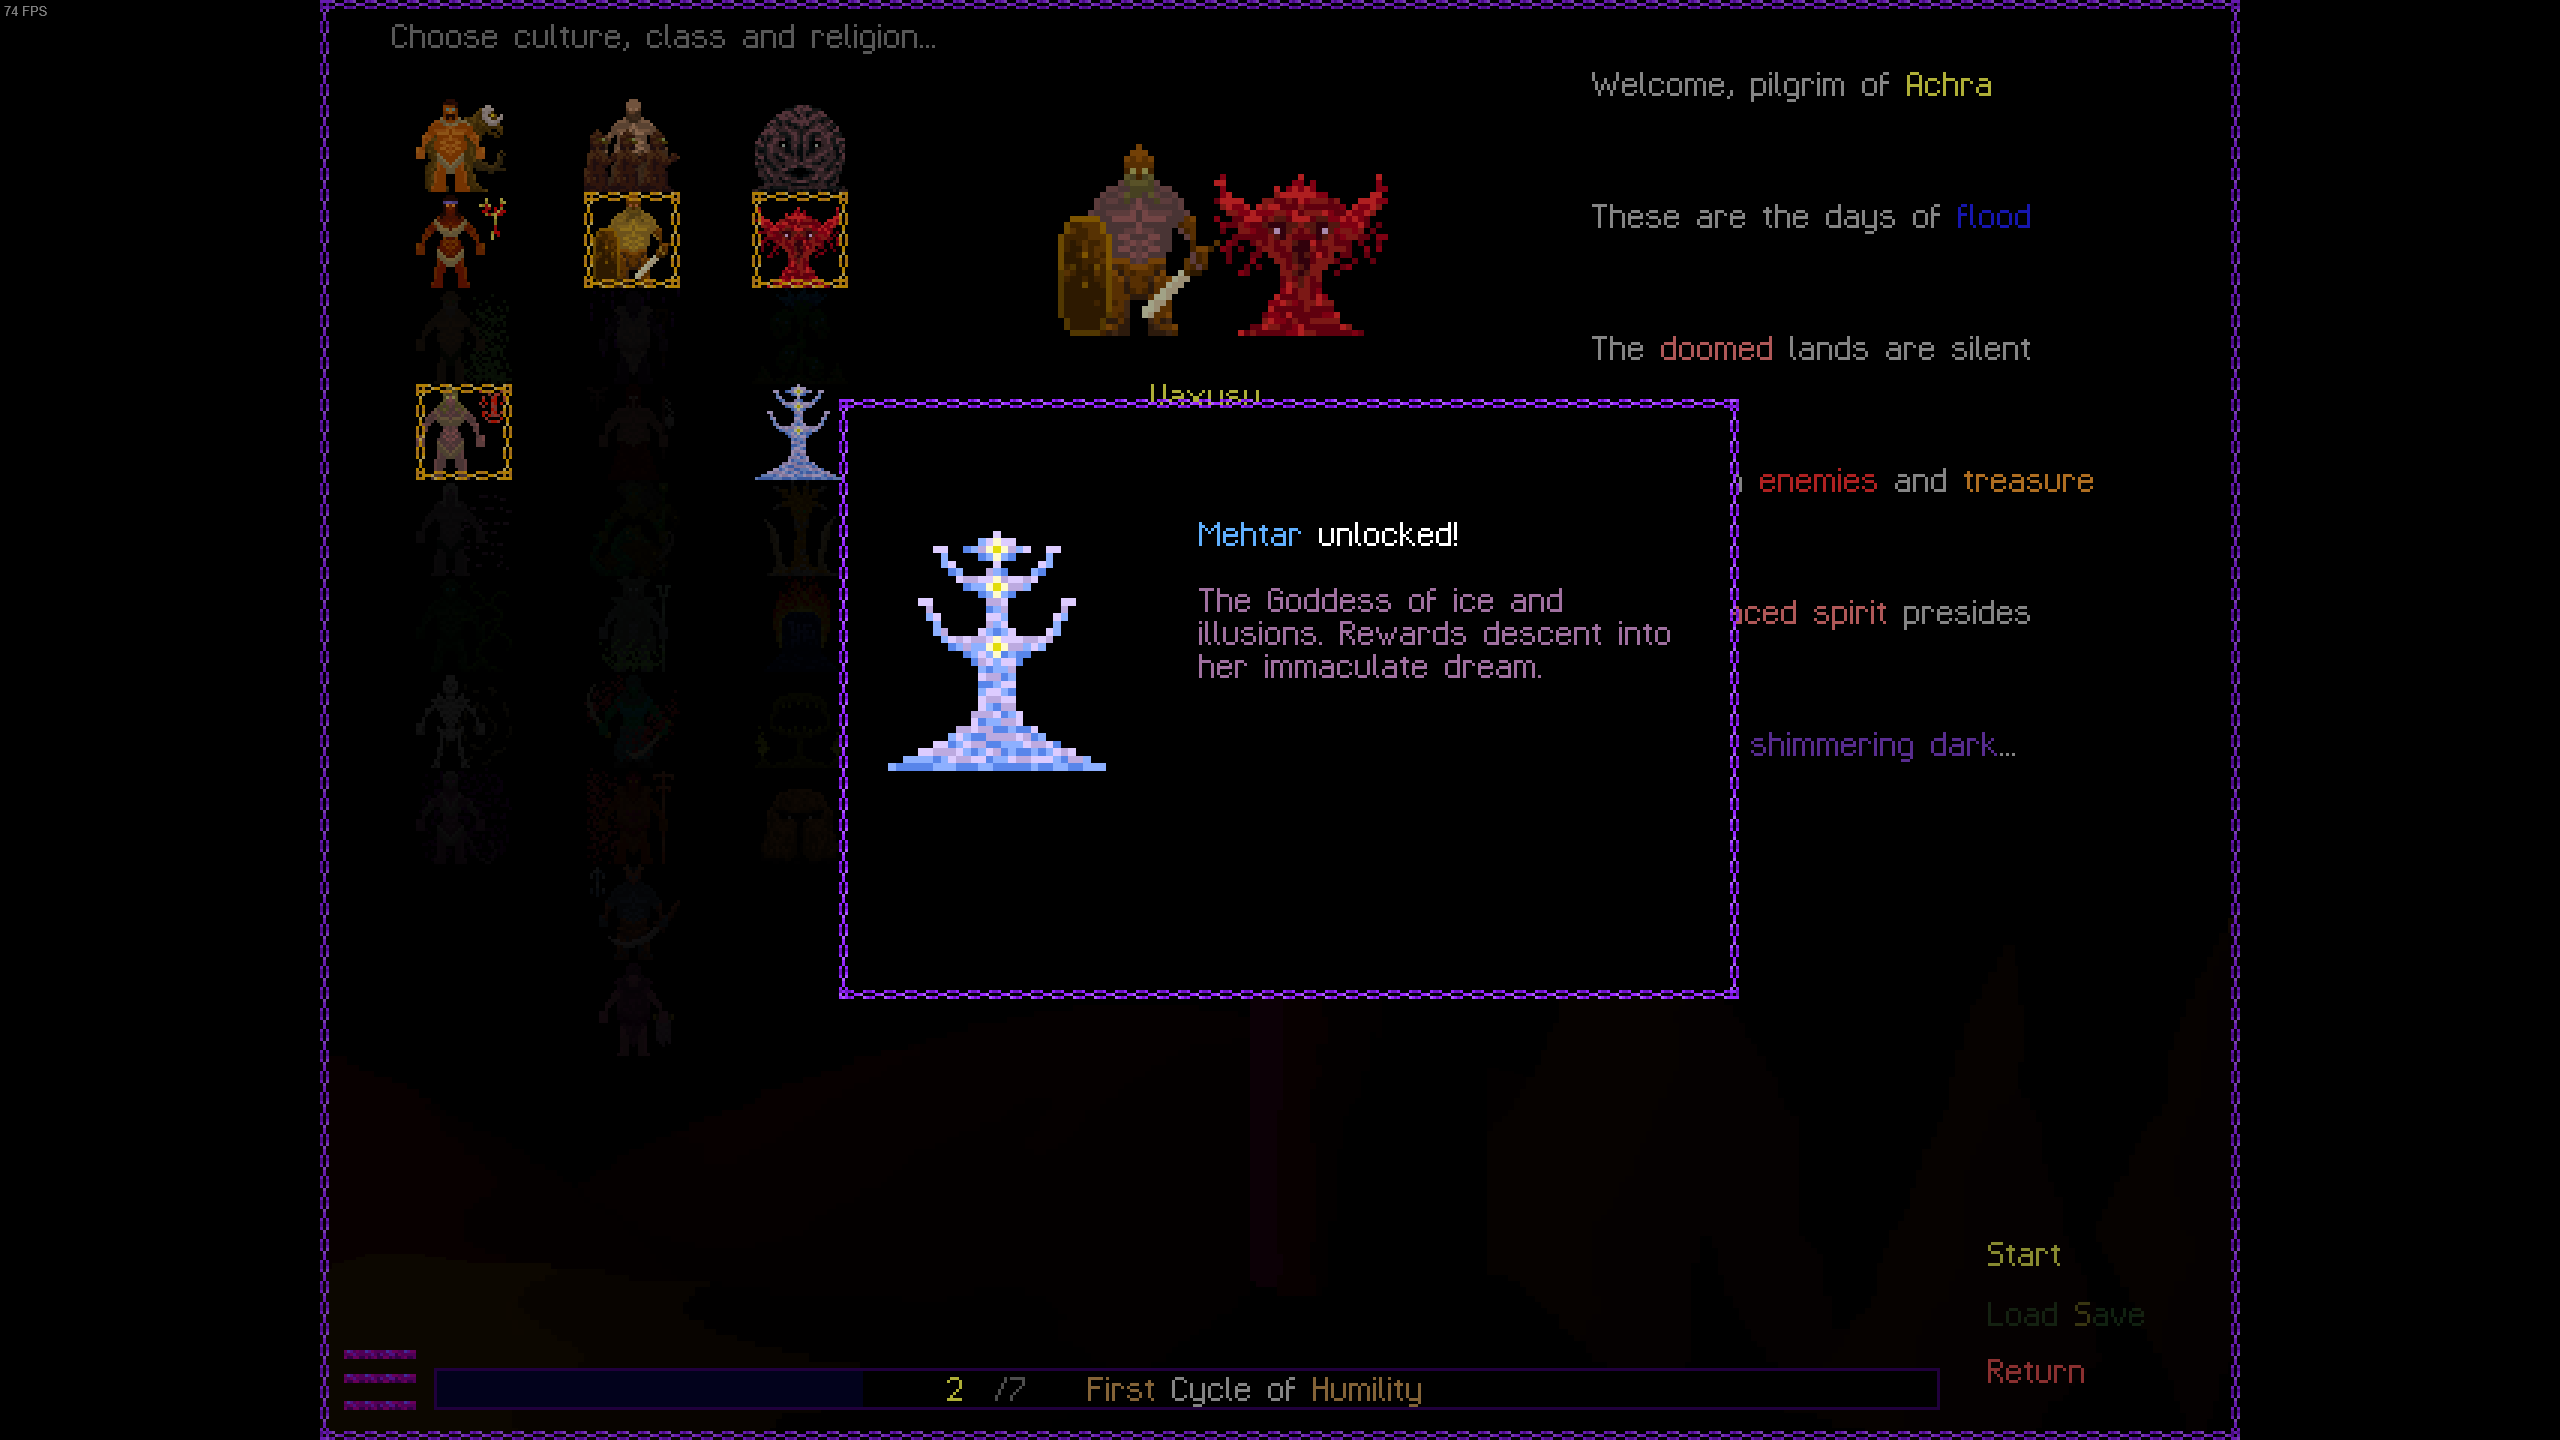 74 FPS
Choose culture, class and religion...
Welcome, pilgrim of Achra
These are the days of flood
The doomed lands are silent
enemies and treasure
spirit presides
shimmering dark...
Mehtar unlocked!
The Goddess of ice and
illusions. Rewards descent into
her immaculate dream.
Start
Load Save
Return
2 /7 First Cycle of Humility